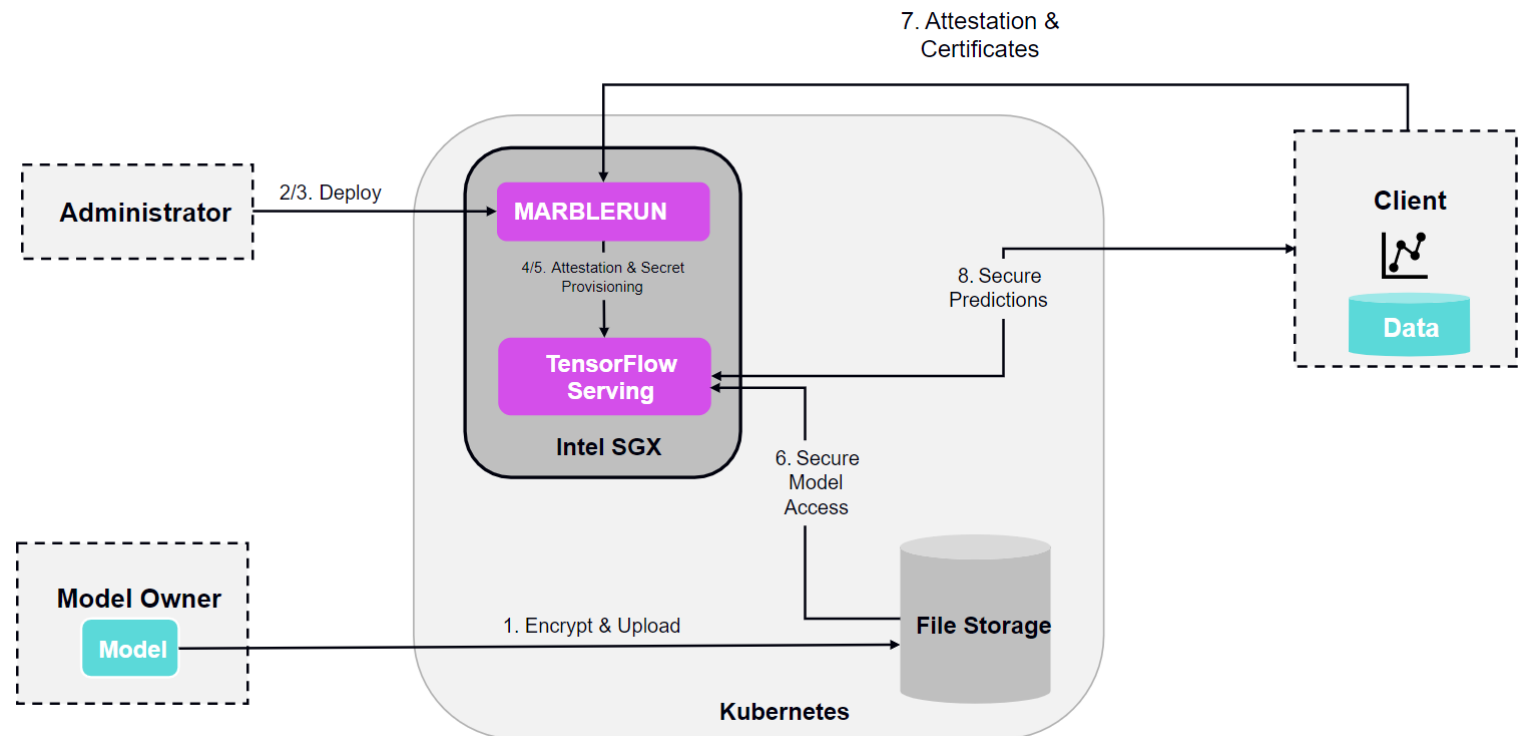 7. Attestation &
Certificates
Administrator
2/3. Deploy
MARBLERUN
4/5. Attestation & Secret
Provisioning
TensorFlow
Serving
Intel SGX
8. Secure
Predictions
Client
Data
6. Secure
Model
Access
Model Owner
Model
1. Encrypt & Upload
File Storage
Kubernetes